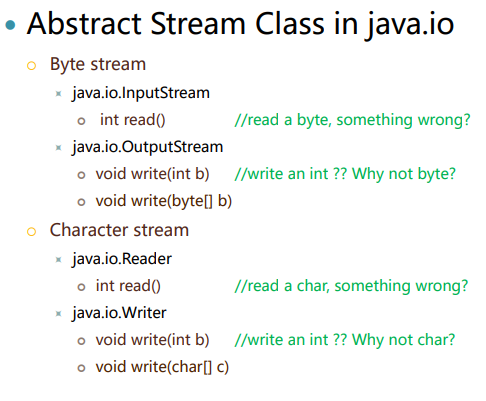 Abstract Stream Class in java.io
Byte stream
java.io.InputStream
int read() //read a byte, something wrong?
java.io.OutputStream
void write(int b) //write an int ?? Why not byte?
void write(byte[] b)
Character stream
java.io.Reader
int read() //read a char, something wrong?
java.io.Writer
void write(int b) //write an int ?? Why not char?
void write(char[] c)